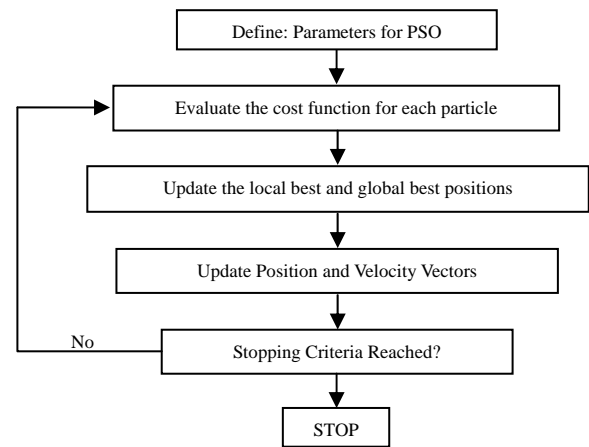 Define: Parameters for PSO
Evaluate the cost function for each particle
Update the local best and global best positions
Update Position and Velocity Vectors
No
Stopping Criteria Reached?
STOP